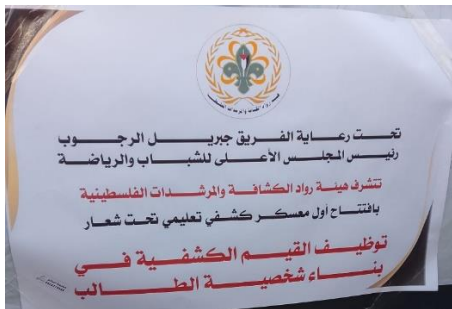 تحت رعاية الفريق جبريل الرجوب
رئيس المجلس الأعلى للشباب والرياضة
تتشرف هيئة رواد الكشافة والمرشدات الفلسطينية
بافتتاح أول معسكر كشفي تعليمي تحت شعار
توظيف القيم الكشفية في
بناء شخصية الطالب